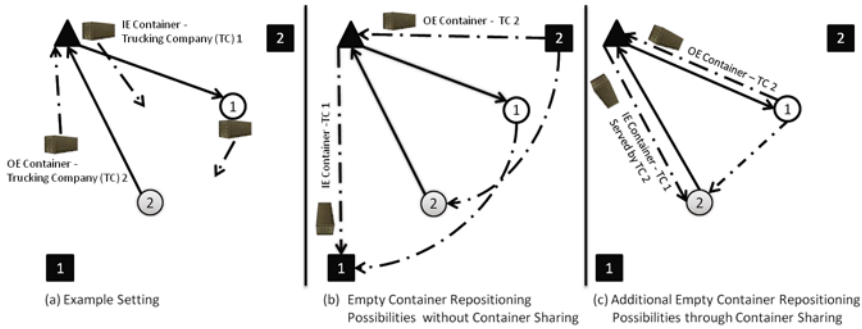 IE Container -
Trucking Company (TC) 1
2
1
OE Container -
Trucking Company (TC) 2
2
1
(a) Example Setting
OE Container - TC 2
2
1
IE Container -TC 1
2
1
(b) Empty Container Repositioning
Possibilities without Container Sharing
2
OE Container – TC 2
1
IE Container - TC 1
Served by TC 2
2
1
(c) Additional Empty Container Repositioning
Possibilities through Container Sharing